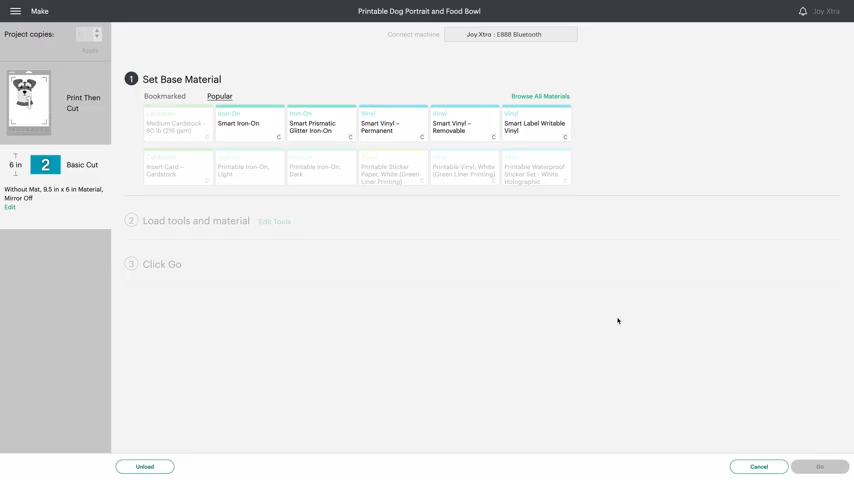 Make
Printable Dog Portrait and Food Bowl
Joy Xtra
Project copies:
Apply
Connect machine
Joy Xtra : E888 Bluetooth
Print Then
Cut
6 in
2
Basic Cut
Without Mat, 9.5 in x 6 in Material,
Mirror Off
Edit
1 Set Base Material
Bookmarked
Popular
Browse All Materials
Cardstock
Medium Cardstock –
80 lb (216 gsm)
Iron-On
Smart Iron-On
Iron-On
Smart Prismatic
Glitter Iron-On
Vinyl
Smart Vinyl –
Permanent
Vinyl
Smart Vinyl –
Removable
Vinyl
Smart Label Writable
Vinyl
Cardstock
Insert Card –
Cardstock
Printable Iron-On,
Light
Printable Iron-On,
Dark
Printable Sticker
Paper, White (Green
Liner Printing)
Printable Vinyl, White
(Green Liner Printing)
Printable Waterproof
Sticker Set - White
Holographic
2 Load tools and material
Edit Tools
3 Click Go
Unload
Cancel
Go